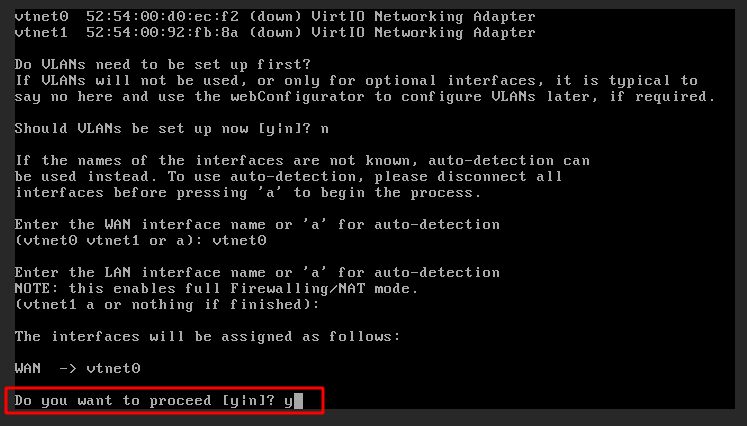 vtnet0  52:54:00:d0:ec:f2 (down) VirtIO Networking Adapter
vtnet1  52:54:00:92:fb:8a (down) VirtIO Networking Adapter
Do VLANs need to be set up first?
If VLANs will not be used, or only for optional interfaces, it is typical to
say no here and use the webConfigurator to configure VLANs later, if required.
Should VLANs be set up now [y|n]? n
If the names of the interfaces are not known, auto-detection can
be used instead. To use auto-detection, please disconnect all
interfaces before pressing 'a' to begin the process.
Enter the WAN interface name or 'a' for auto-detection
(vtnet0 vtnet1 or a): vtnet0
Enter the LAN interface name or 'a' for auto-detection
NOTE: this enables full Firewalling/NAT mode.
(vtnet1 a or nothing if finished):
The interfaces will be assigned as follows:
WAN  -> vtnet0
Do you want to proceed [y|n]? y